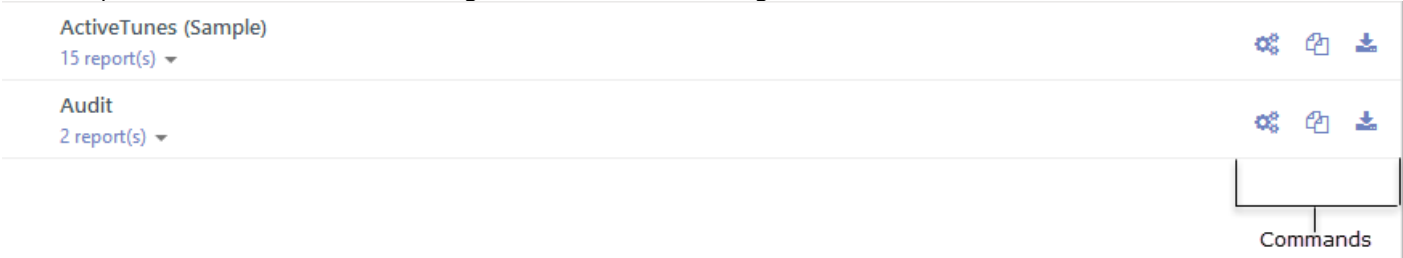 ActiveTunes (Sample)
15 report(s)
Audit
2 report(s)
Commands